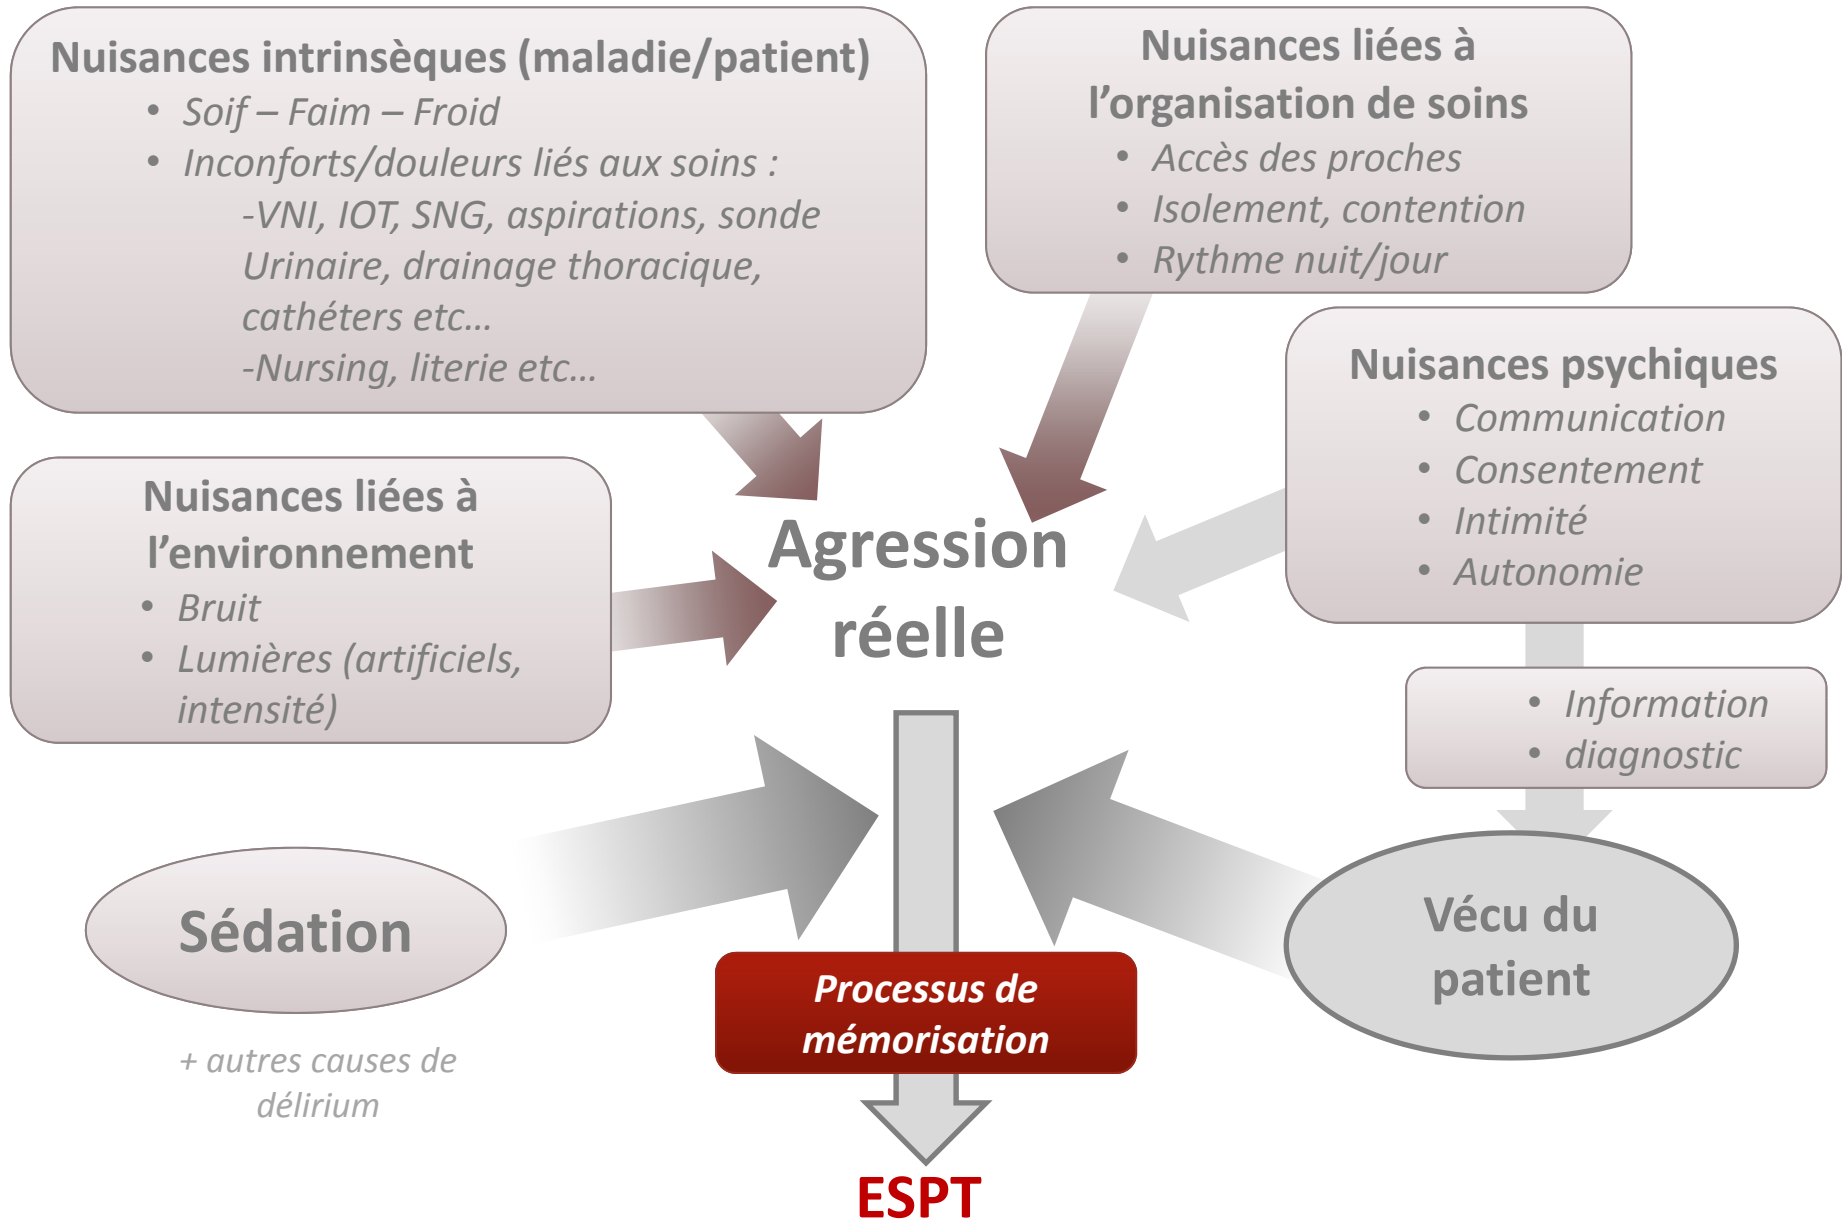 Nuisances intrinsèques (maladie/patient)
• Soif – Faim – Froid
• Inconforts/douleurs liés aux soins :
-VNI, IOT, SNG, aspirations, sonde
Urinaire, drainage thoracique,
cathéters etc…
-Nursing, literie etc…
Nuisances liées à
l’organisation de soins
• Accès des proches
• Isolement, contention
• Rythme nuit/jour
Nuisances psychiques
• Communication
• Consentement
• Intimité
• Autonomie
Nuisances liées à
l’environnement
• Bruit
• Lumières (artificiels,
intensité)
Agression
réelle
• Information
• diagnostic
Sédation
+ autres causes de
délirium
Vécu du
patient
Processus de
mémorisation
ESPT